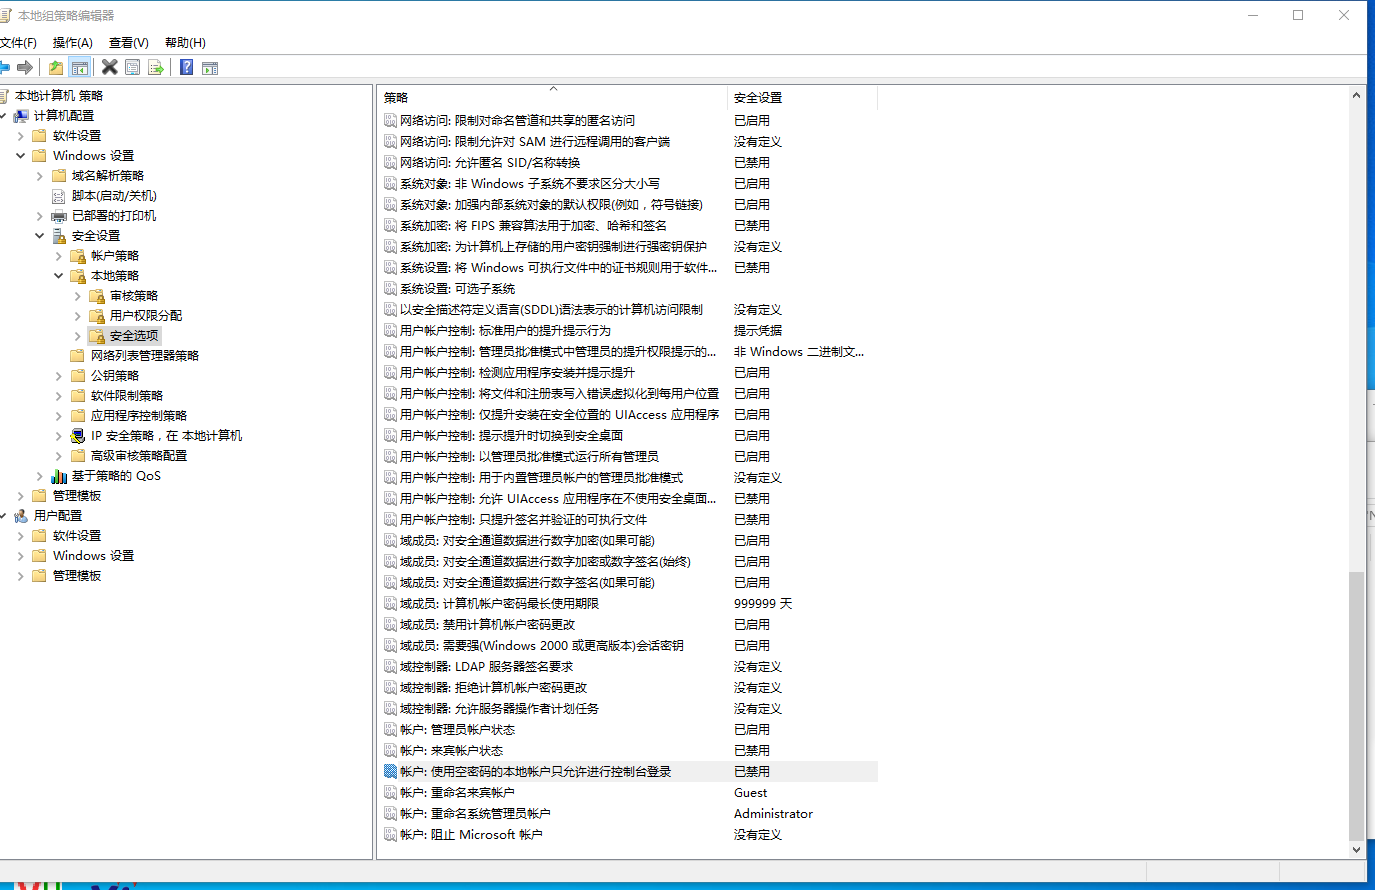 本地组策略编辑器
文件(F) 操作(A) 查看(V) 帮助(H)
本地计算机 策略
计算机配置
软件设置
Windows 设置
域名解析策略
脚本(启动/关机)
已部署的打印机
安全设置
帐户策略
本地策略
审核策略
用户权限分配
安全选项
网络列表管理器策略
公钥策略
软件限制策略
应用程序控制策略
IP 安全策略，在 本地计算机
高级审核策略配置
基于策略的 QoS
管理模板
用户配置
软件设置
Windows 设置
管理模板
策略 安全设置
网络访问: 限制对命名管道和共享的匿名访问 已启用
网络访问: 限制允许对 SAM 进行远程调用的客户端 没有定义
网络访问: 允许匿名 SID/名称转换 已禁用
系统对象: 非 Windows 子系统不要求区分大小写 已启用
系统对象: 加强内部系统对象的默认权限(例如，符号链接) 已启用
系统加密: 将 FIPS 兼容算法用于加密、哈希和签名 已禁用
系统加密: 为计算机上存储的用户密钥强制进行强密钥保护 没有定义
系统设置: 将 Windows 可执行文件中的证书规则用于软件... 已禁用
系统设置: 可选子系统
以安全描述符定义语言(SDDL)语法表示的计算机访问限制 没有定义
用户帐户控制: 标准用户的提升提示行为 提示凭据
用户帐户控制: 管理员批准模式中管理员的提升权限提示的... 非 Windows 二进制文...
用户帐户控制: 检测应用程序安装并提示提升 已启用
用户帐户控制: 将文件和注册表写入错误虚拟化到每用户位置 已启用
用户帐户控制: 仅提升安装在安全位置的 UIAccess 应用程序 已启用
用户帐户控制: 提示提升时切换到安全桌面 已启用
用户帐户控制: 以管理员批准模式运行所有管理员 已启用
用户帐户控制: 用于内置管理员帐户的管理员批准模式 没有定义
用户帐户控制: 允许 UIAccess 应用程序在不使用安全桌面... 已禁用
用户帐户控制: 只提升签名并验证的可执行文件 已禁用
域成员: 对安全通道数据进行数字加密(如果可能) 已启用
域成员: 对安全通道数据进行数字加密或数字签名(始终) 已启用
域成员: 对安全通道数据进行数字签名(如果可能) 已启用
域成员: 计算机帐户密码最长使用期限 999999 天
域成员: 禁用计算机帐户密码更改 已启用
域成员: 需要强(Windows 2000 或更高版本)会话密钥 已启用
域控制器: LDAP 服务器签名要求 没有定义
域控制器: 拒绝计算机帐户密码更改 没有定义
域控制器: 允许服务器操作者计划任务 没有定义
帐户: 管理员帐户状态 已启用
帐户: 来宾帐户状态 已禁用
帐户: 使用空密码的本地帐户只允许进行控制台登录 已禁用
帐户: 重命名来宾帐户 Guest
帐户: 重命名系统管理员帐户 Administrator
帐户: 阻止 Microsoft 帐户 没有定义